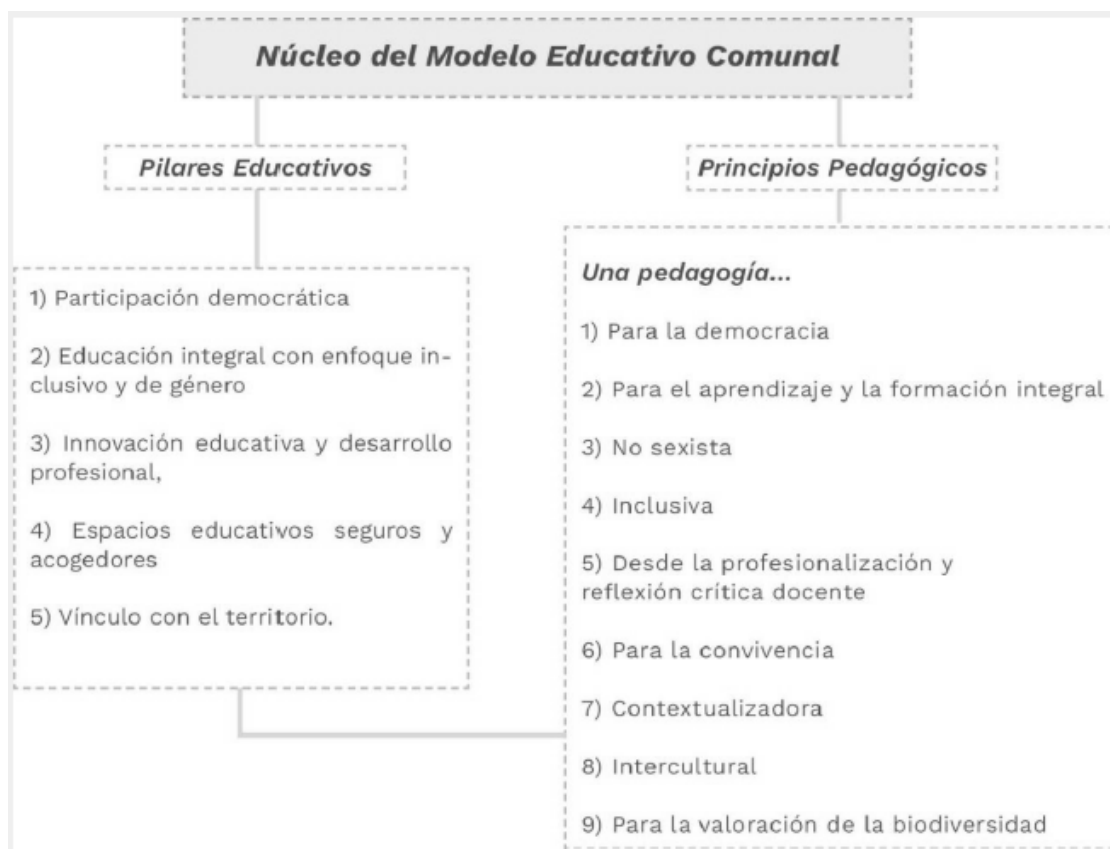 Núcleo del Modelo Educativo Comunal
Pilares Educativos
1) Participación democrática
2) Educación integral con enfoque in-
clusivo y de género
3) Innovación educativa y desarrollo
profesional,
4) Espacios educativos seguros y
acogedores
5) Vínculo con el territorio.
Principios Pedagógicos
Una pedagogía...
1) Para la democracia
2) Para el aprendizaje y la formación integral
3) No sexista
4) Inclusiva
5) Desde la profesionalización y
reflexión crítica docente
6) Para la convivencia
7) Contextualizadora
8) Intercultural
9) Para la valoración de la biodiversidad